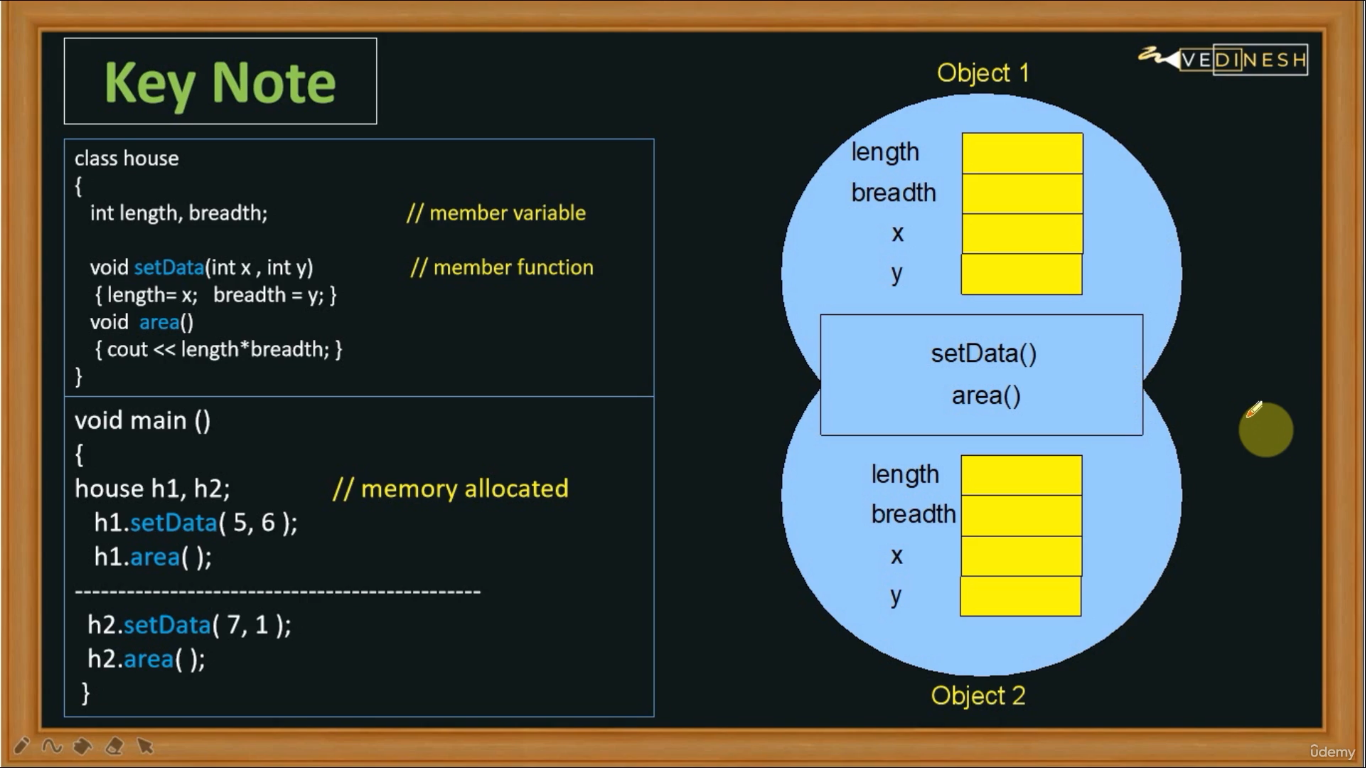 Key Note
VEDINESH
class house
{
int length, breadth; // member variable
void setData(int x , int y) // member function
{ length= x; breadth = y; }
void area()
{ cout << length*breadth; }
}
void main ()
{
house h1, h2; // memory allocated
h1.setData( 5, 6 );
h1.area( );
-----------------------------------------------
h2.setData( 7, 1 );
h2.area( );
}
Object 1
length
breadth
x
y
setData()
area()
length
breadth
x
y
Object 2
ûdemy